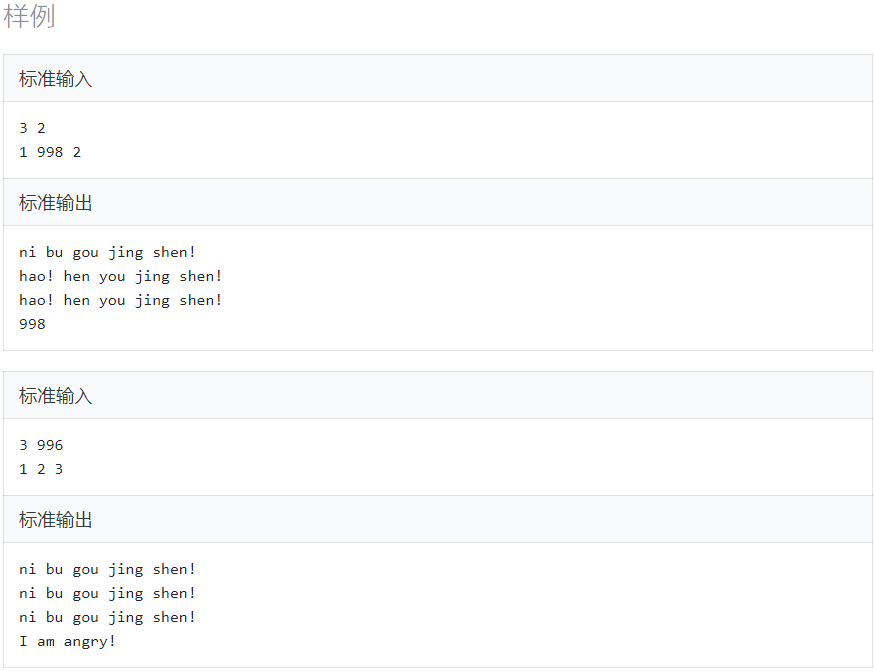 样例
标准输入
3 2
1 998 2
标准输出
ni bu gou jing shen!
hao! hen you jing shen!
hao! hen you jing shen!
998
标准输入
3 996
1 2 3
标准输出
ni bu gou jing shen!
ni bu gou jing shen!
ni bu gou jing shen!
I am angry!